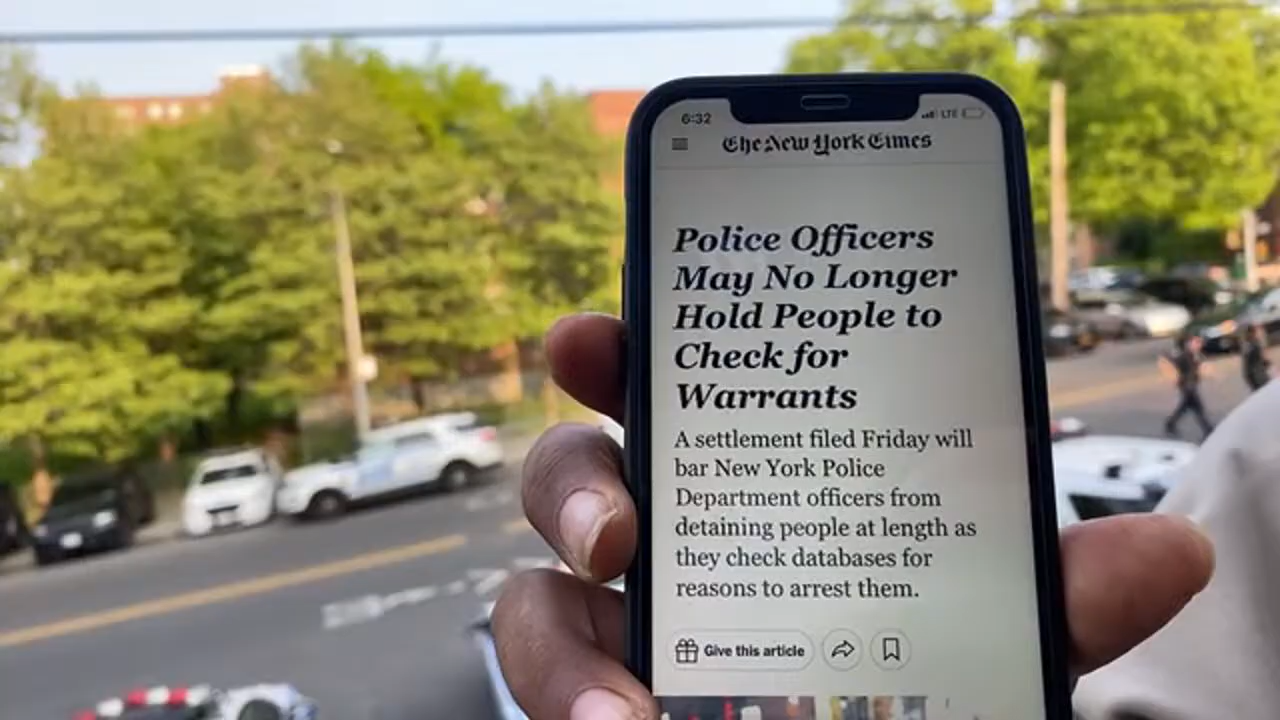 6:32
LTE
The New York Times
Police Officers
May No Longer
Hold People to
Check for
Warrants
A settlement filed Friday will
bar New York Police
Department officers from
detaining people at length as
they check databases for
reasons to arrest them.
Give this article